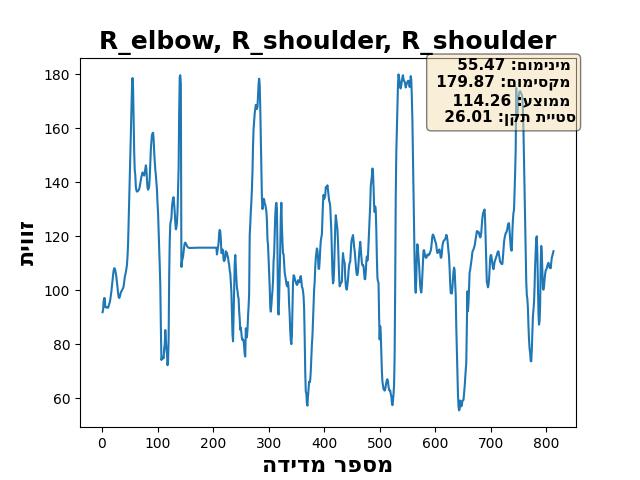 R_elbow, R_shoulder, R_shoulder
מינימום: 55.47
מקסימום: 179.87
ממוצע: 114.26
סטיית תקן: 26.01
זווית
180
160
140
120
100
80
60
0 100 200 300 400 500 600 700 800
מספר מדידה